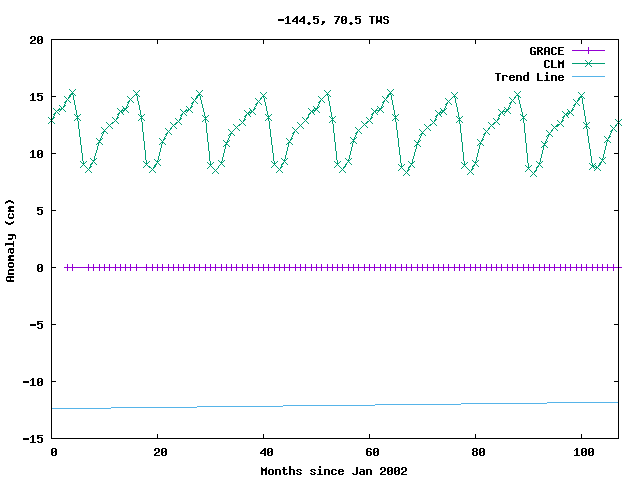 -144.5, 70.5 TWS
GRACE
CLM
Trend Line
20
15
10
5
0
-5
-10
-15
Anomaly (cm)
0 20 40 60 80 100
Months since Jan 2002